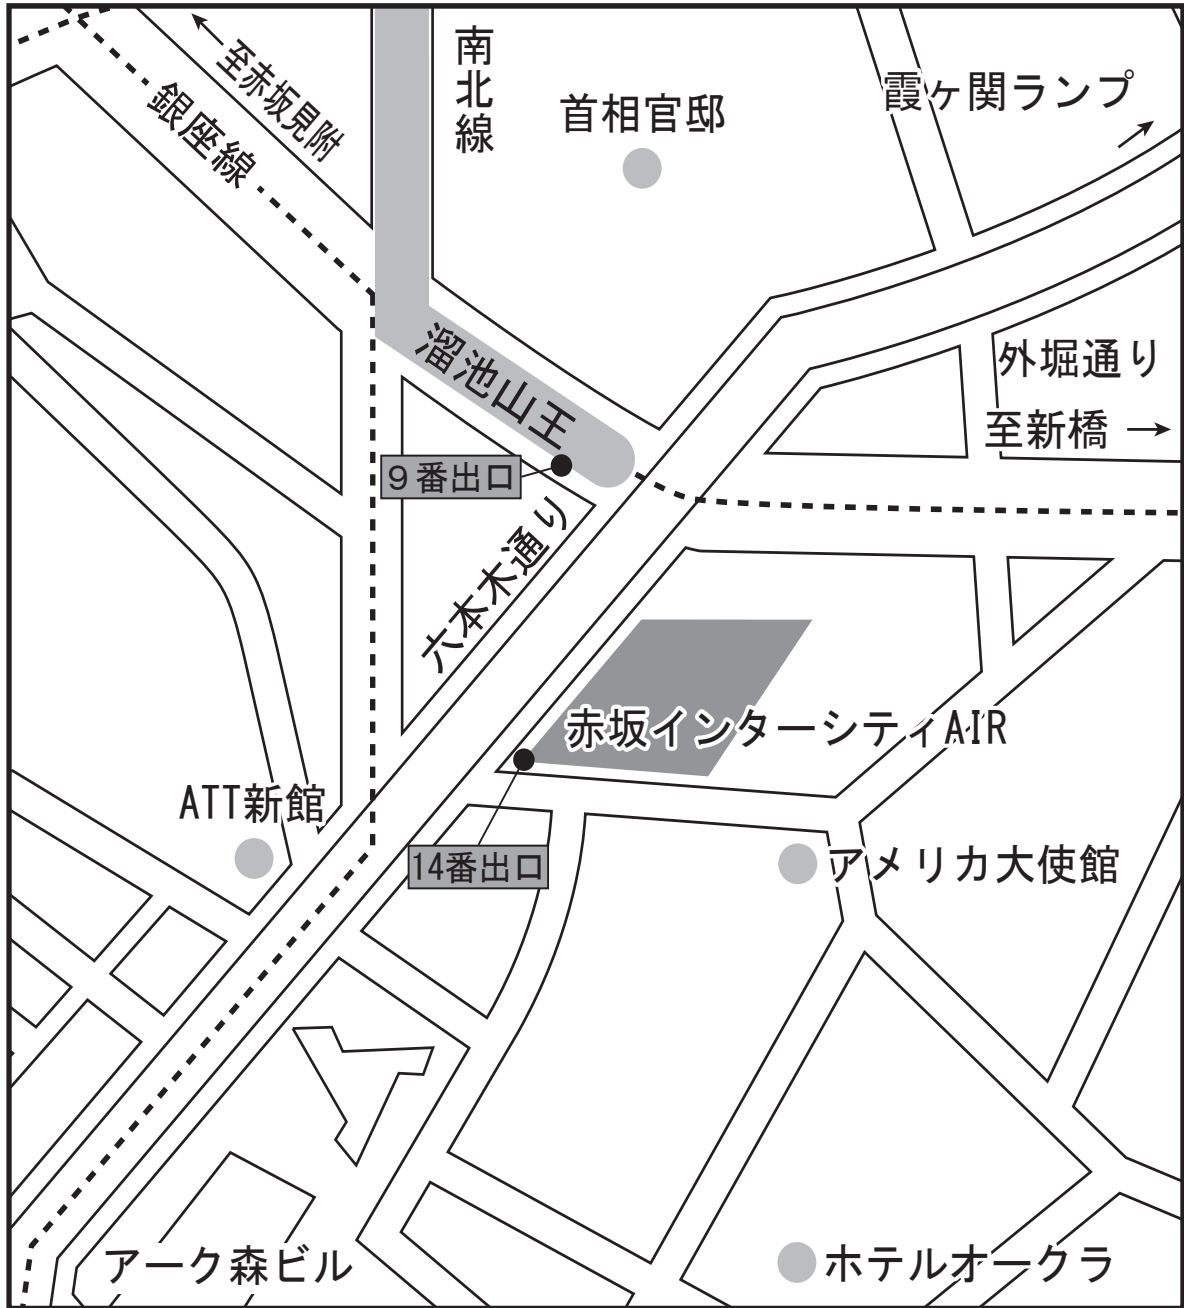 南北線
至赤坂見附
銀座線
首相官邸
霞ヶ関ランプ
溜池山王
外堀通り
至新橋
９番出口
六本木通り
赤坂インターシティAIR
ATT新館
14番出口
アメリカ大使館
アーク森ビル
ホテルオークラ